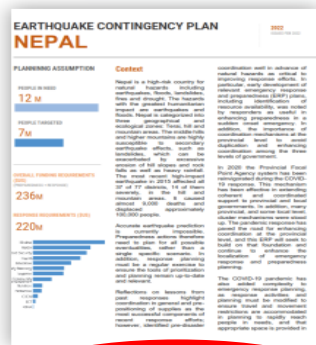 EARTHQUAKE CONTINGENCY PLAN
NEPAL
2022
PLANNNING ASSUMPTION
PEOPLE IN NEED
12 M
PEOPLE TARGETED
7M
OVERALL FUNDING REQUIREMENTS
236M
220M
Context:
Nepal is a high-risk country for
natural hazards including
earthquakes, floods, landslides,
fires and drought. The hazards
with the greatest humanitarian
impact are earthquakes and
floods. Nepal is categorized into
three geographical and
ecological zones: Terai, hill and
mountain areas. The middle hills
and higher mountains are highly
susceptible to secondary
earthquake effects, such as
landslides, which can be
exacerbated by excessive
erosion of hill slopes and rock
falls as well as heavy rainfall.
The most recent high-impact
earthquake in 2015 affected
of 77 districts, 14 of them
severely, in the hill and
mountain areas. It caused
almost 9,000 deaths and
displaced approximately
100,000 people.
Accurate earthquake prediction
is currently impossible.
Preparedness actions therefore
need to plan for all possible
eventualities, rather than a
single specific scenario. In
addition, response planning
must be a regular exercise to
ensure the tools of prioritization
and planning remain up-to-date
and relevant.
Reflections on lessons from
past responses highlight
coordination in general and pre-
positioning of supplies as the
most successful components of
recent response efforts;
however, identified pre-disaster
coordination well in advance of
natural hazards as critical to
improving response efforts. In
particular, early development of
relevant emergency response
and preparedness (ERP) plans,
including identification of
resource availability, was noted
by responders as useful in
enhancing preparedness in a
sudden onset emergency. In
addition, the importance of
coordination mechanisms at the
provincial level to avoid
duplication and enhancing
coordination among the three
levels of government.
In 2020 the Provincial Focal
Point Agency system has been
reinvigorated during the COVID-
19 response. This mechanism
has been effective in extending
coherent and coordinated
support to provincial and local
governments. In addition, many
provincial, and some local level,
cluster mechanisms were stood
up. The pandemic response has
paved the road for enhancing
coordination at the provincial
level, and this ERP will seek to
build on that foundation and
continue to enhance the
localization of emergency
response and preparedness
planning.
The COVID-19 pandemic has
also added complexity to
emergency response planning,
as response activities and
planning must be modified to
ensure travel and movement
restrictions are accommodated
in planning to rapidly reach
people in needs, and that
appropriate space is provided in